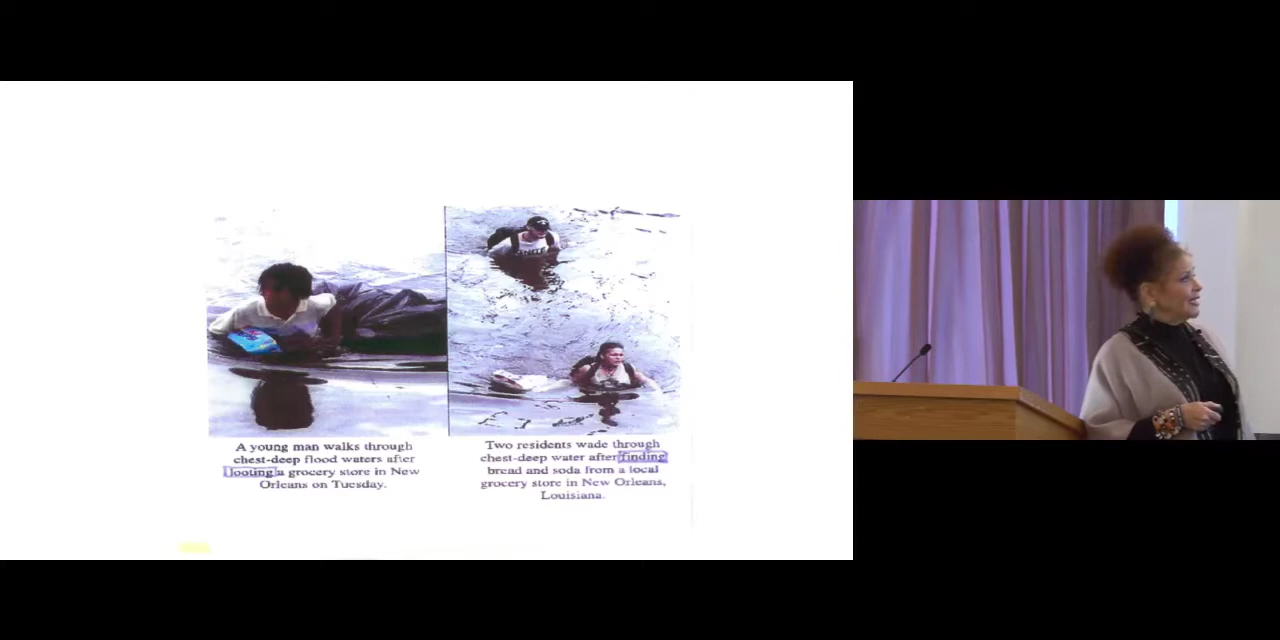 A young man walks through
chest-deep flood waters after
looting a grocery store in New
Orleans on Tuesday.
Two residents wade through
chest-deep water after finding
bread and soda from a local
grocery store in New Orleans,
Louisiana.